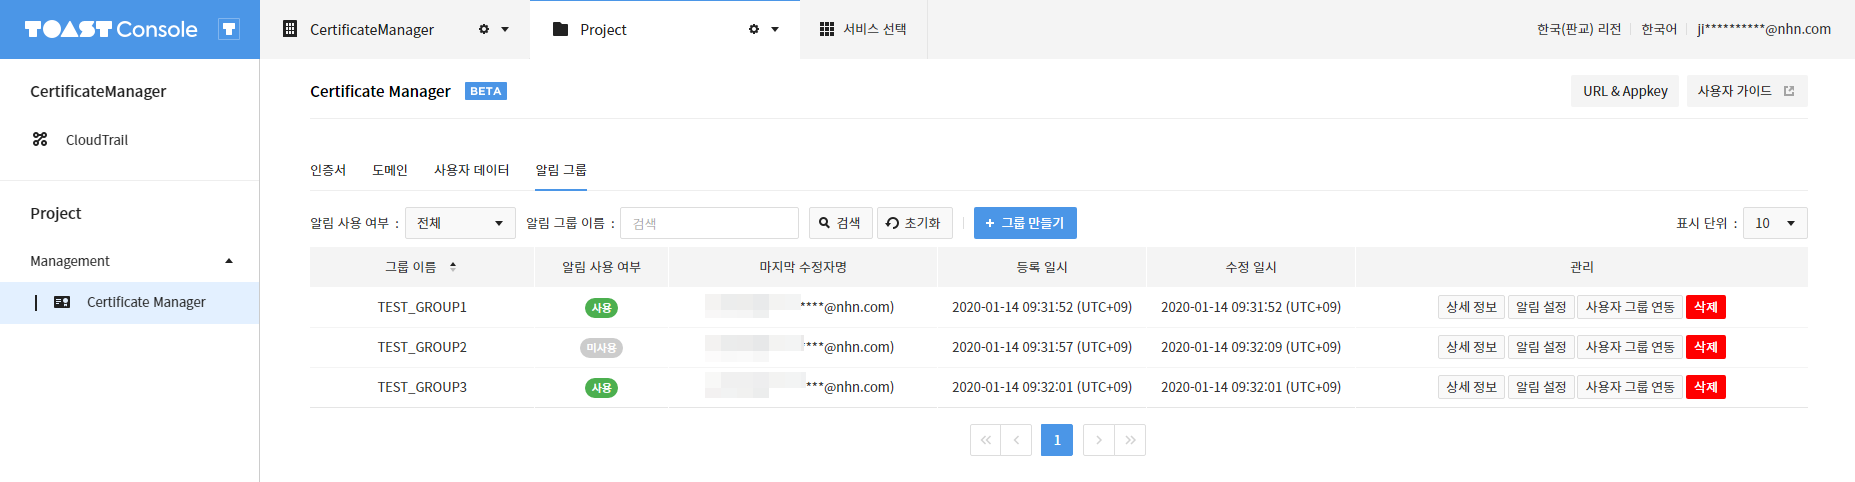 TOAST Console T
CertificateManager
Project
서비스 선택
한국(판교) 리전
한국어
ji**********@nhn.com
CertificateManager
CloudTrail
Project
Management
Certificate Manager
Certificate Manager BETA
URL & Appkey
사용자 가이드
인증서 도메인 사용자 데이터 알림 그룹
알림 사용 여부 : 전체 알림 그룹 이름 : 검색 검색 초기화 + 그룹 만들기 표시 단위 : 10
그룹 이름 알림 사용 여부 마지막 수정자명 등록 일시 수정 일시 관리
TEST_GROUP1 사용 ****@nhn.com) 2020-01-14 09:31:52 (UTC+09) 2020-01-14 09:31:52 (UTC+09) 상세 정보 알림 설정 사용자 그룹 연동 삭제
TEST_GROUP2 미사용 ****@nhn.com) 2020-01-14 09:31:57 (UTC+09) 2020-01-14 09:32:09 (UTC+09) 상세 정보 알림 설정 사용자 그룹 연동 삭제
TEST_GROUP3 사용 ***@nhn.com) 2020-01-14 09:32:01 (UTC+09) 2020-01-14 09:32:01 (UTC+09) 상세 정보 알림 설정 사용자 그룹 연동 삭제
1